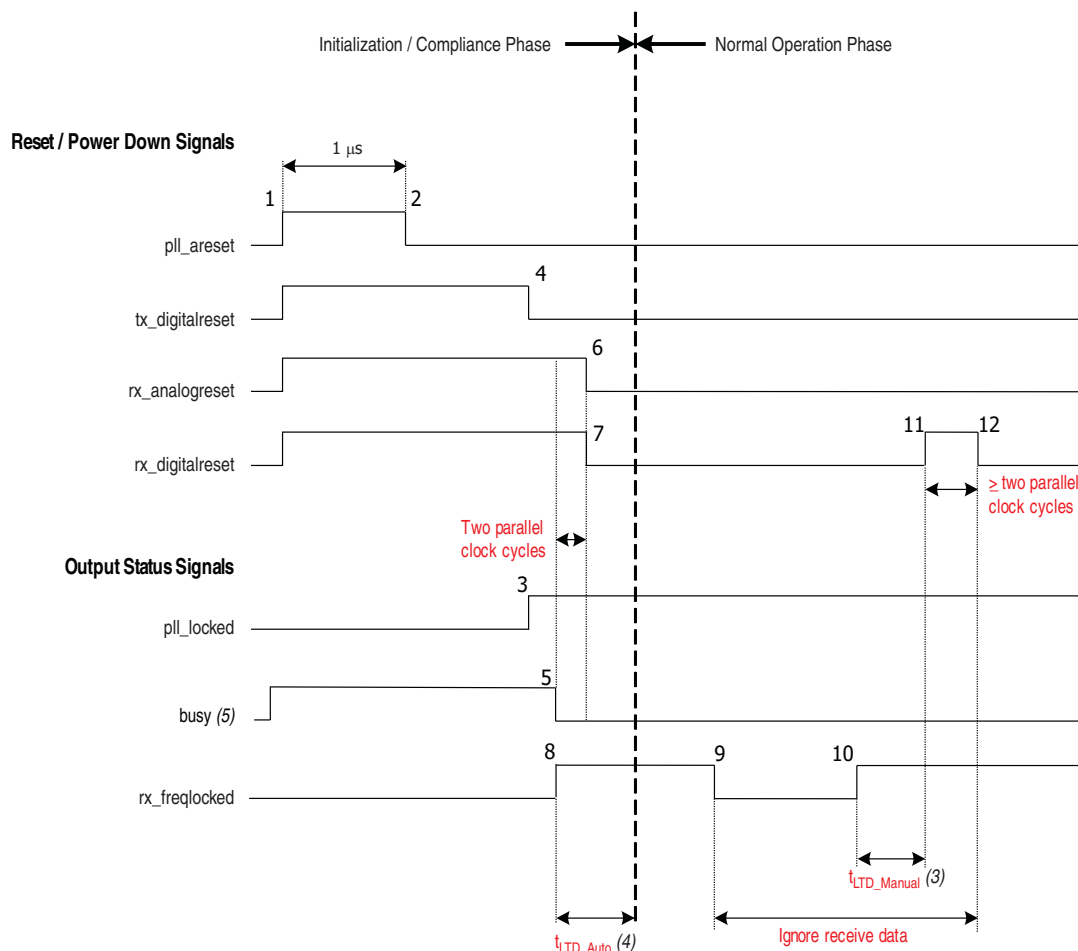 Initialization / Compliance Phase
Normal Operation Phase
Reset / Power Down Signals
1 µs
1
2
pll_areset
4
tx_digitalreset
6
rx_analogreset
7
11
12
rx_digitalreset
≥ two parallel
clock cycles
Two parallel
clock cycles
Output Status Signals
3
pll_locked
5
busy (5)
8
9
10
rx_freqlocked
tLTD_Manual (3)
Ignore receive data
tLTD_Auto (4)